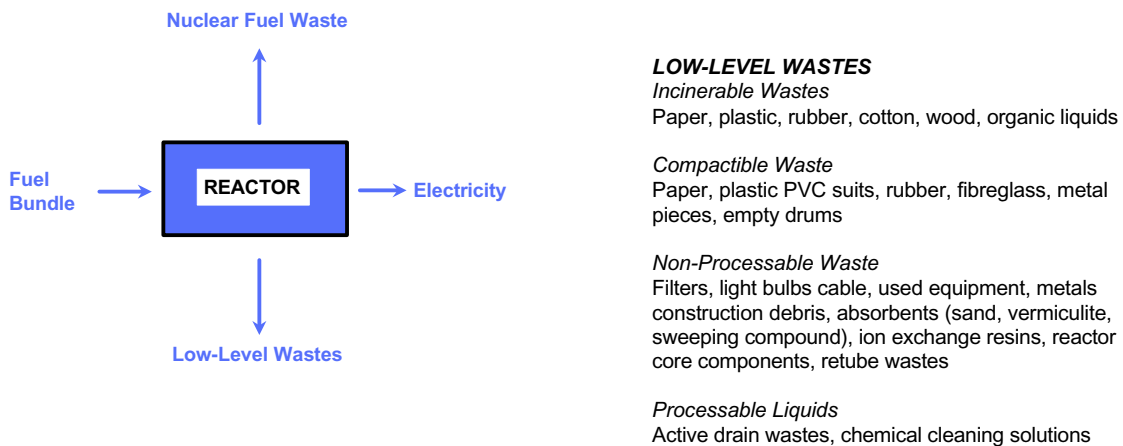 Nuclear Fuel Waste
Fuel
Bundle
REACTOR
Electricity
Low-Level Wastes
LOW-LEVEL WASTES
Incinerable Wastes
Paper, plastic, rubber, cotton, wood, organic liquids
Compactible Waste
Paper, plastic PVC suits, rubber, fibreglass, metal
pieces, empty drums
Non-Processable Waste
Filters, light bulbs cable, used equipment, metals
construction debris, absorbents (sand, vermiculite,
sweeping compound), ion exchange resins, reactor
core components, retube wastes
Processable Liquids
Active drain wastes, chemical cleaning solutions